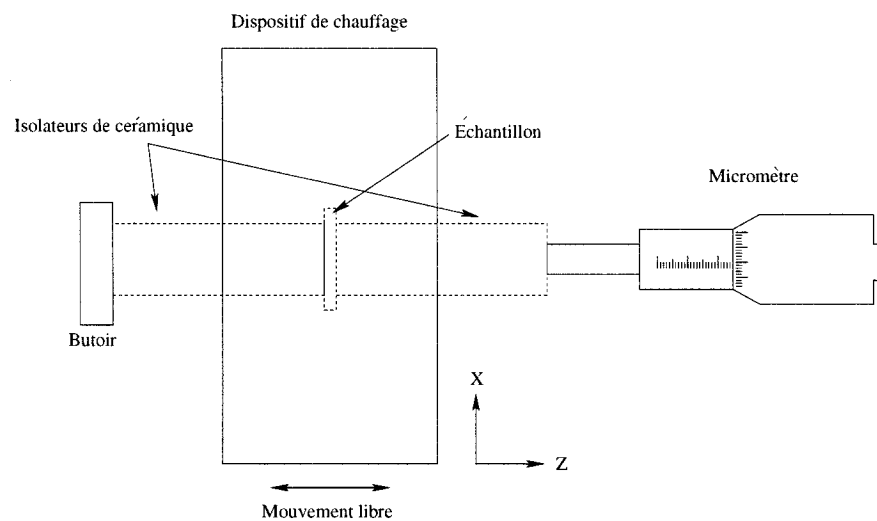 Dispositif de chauffage
Isolateurs de céramique
Échantillon
Micromètre
Butoir
X
Z
Mouvement libre